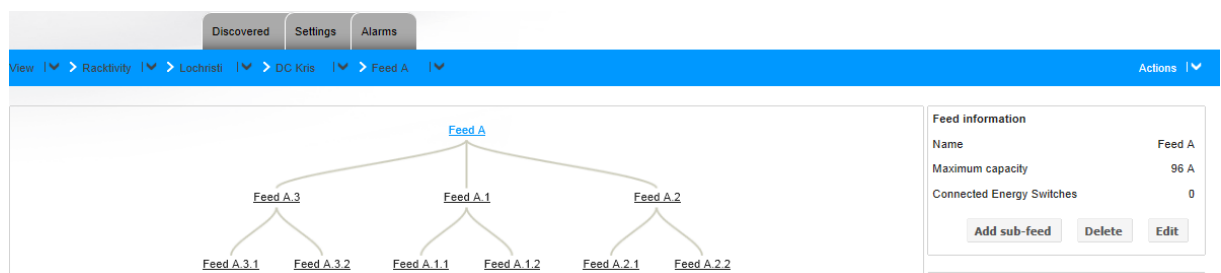 Discovered Settings Alarms
View Racktivity Lochristi DC Kris Feed A Actions
Feed A
Feed A.3 Feed A.1 Feed A.2
Feed A.3.1 Feed A.3.2 Feed A.1.1 Feed A.1.2 Feed A.2.1 Feed A.2.2
Feed information
Name Feed A
Maximum capacity 96 A
Connected Energy Switches 0
Add sub-feed Delete Edit